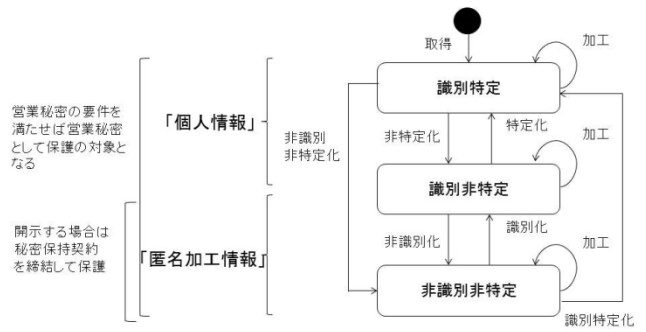 取得
加工
識別特定
営業秘密の要件を
満たせば営業秘密
として保護の対象と
なる
「個人情報」
非識別
非特定化
非特定化
特定化
加工
識別非特定
開示する場合は
秘密保持契約
を締結して保護
「匿名加工情報」
非識別化
識別化
加工
非識別非特定
識別特定化